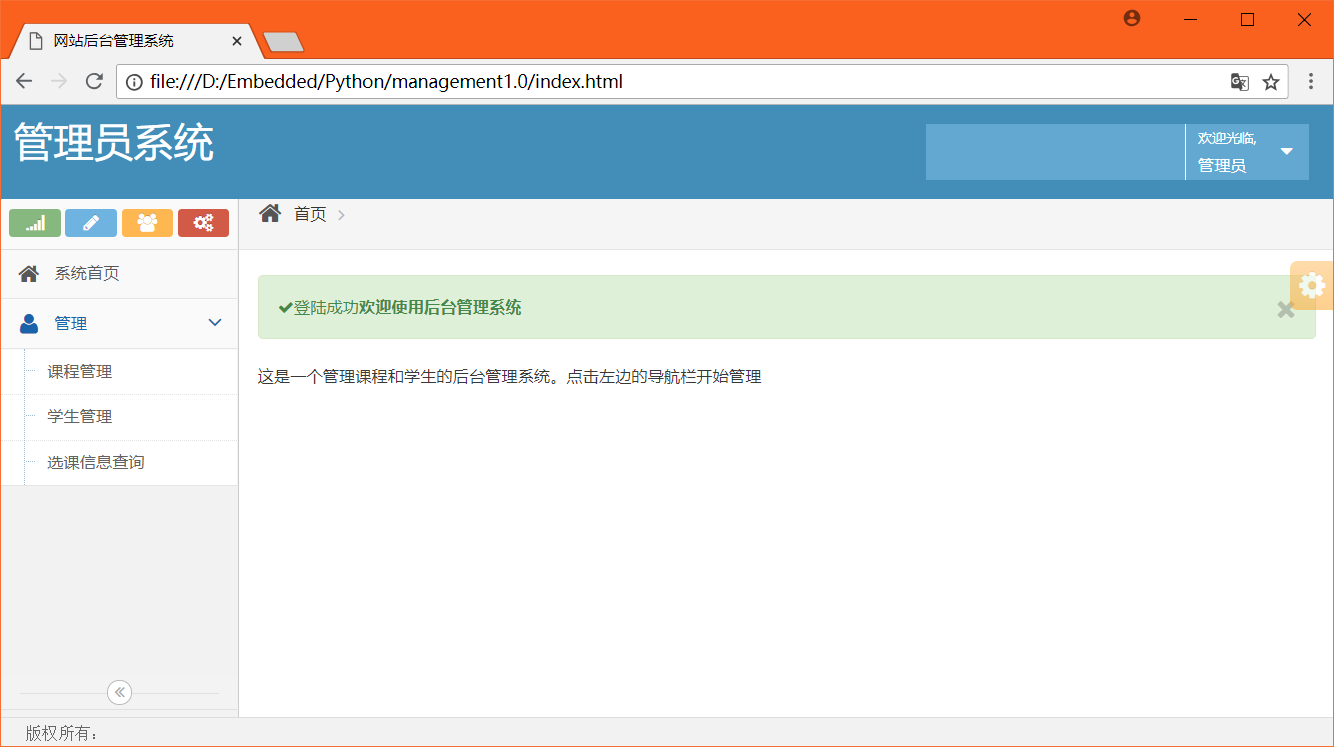 网站后台管理系统
file:///D:/Embedded/Python/management1.0/index.html
管理员系统
欢迎光临,
管理员
首页
系统首页
管理
课程管理
学生管理
选课信息查询
登陆成功欢迎使用后台管理系统
这是一个管理课程和学生的后台管理系统。点击左边的导航栏开始管理
版权所有：